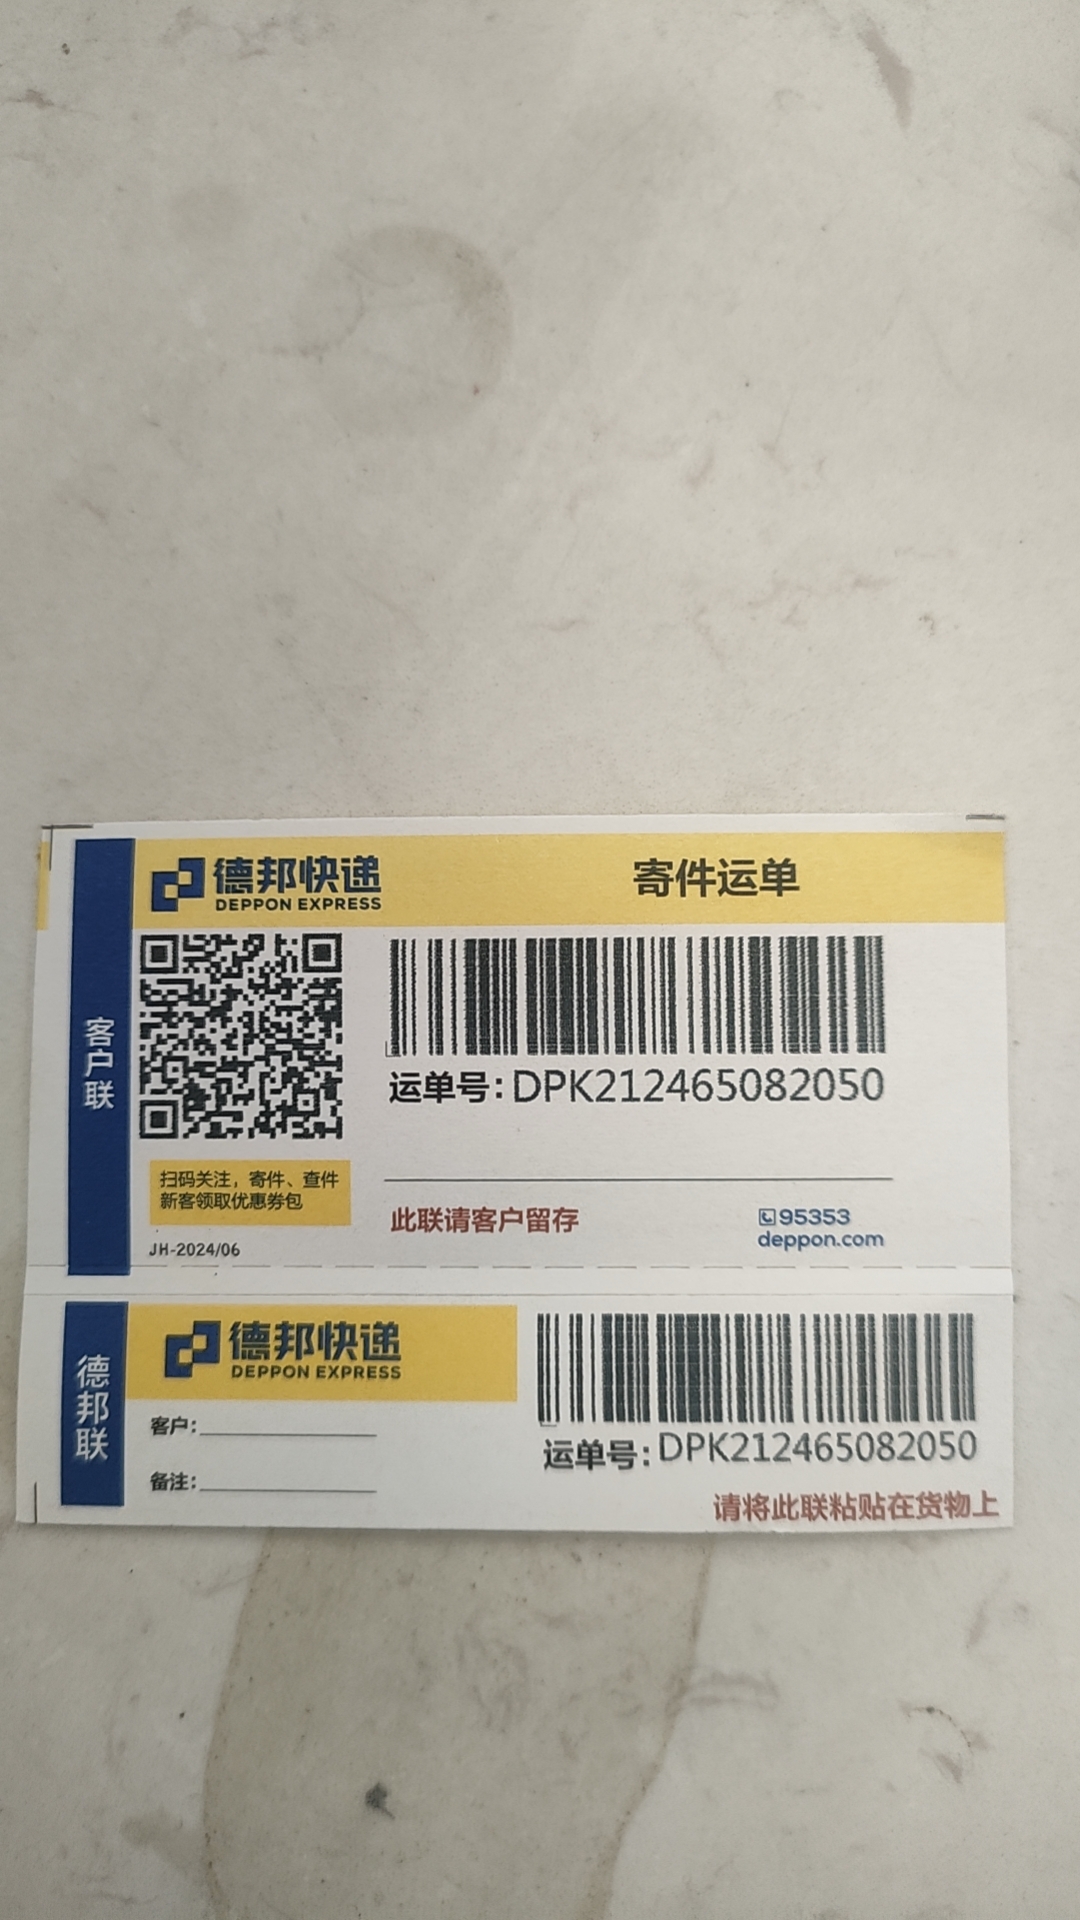 德邦快递
DEPPON EXPRESS
寄件运单
客户联
运单号:DPK212465082050
扫码关注，寄件、查件
新客领取优惠券包
JH-2024/06
此联请客户留存
95353
deppon.com
德邦联
德邦快递
DEPPON EXPRESS
客户:
备注:
运单号:DPK212465082050
请将此联粘贴在货物上